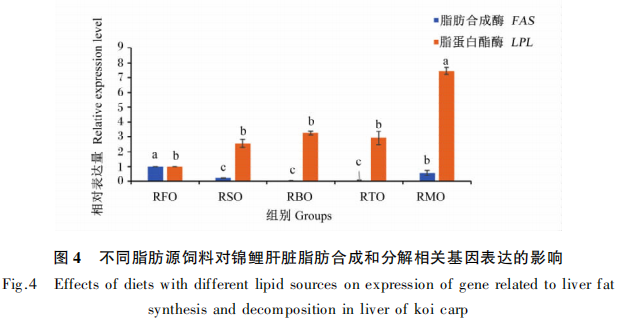 脂肪合成酶 FAS
脂蛋白酯酶 LPL
相对表达量 Relative expression level
9
8
7
6
5
4
3
2
1
0
a b
c b
c b
c b
b a
RFO RSO RBO RTO RMO
组别 Groups
图 4 不同脂肪源饲料对锦鲤肝脏脂肪合成和分解相关基因表达的影响
Fig.4 Effects of diets with different lipid sources on expression of gene related to liver fat
synthesis and decomposition in liver of koi carp